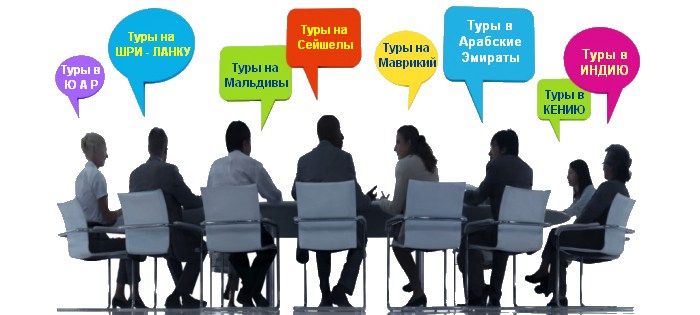 Туры в
Ю А Р
Туры на
ШРИ - ЛАНКУ
Туры на
Мальдивы
Туры на
Сейшелы
Туры на
Маврикий
Туры в
Арабские
Эмираты
Туры в
КЕНИЮ
Туры в
ИНДИЮ